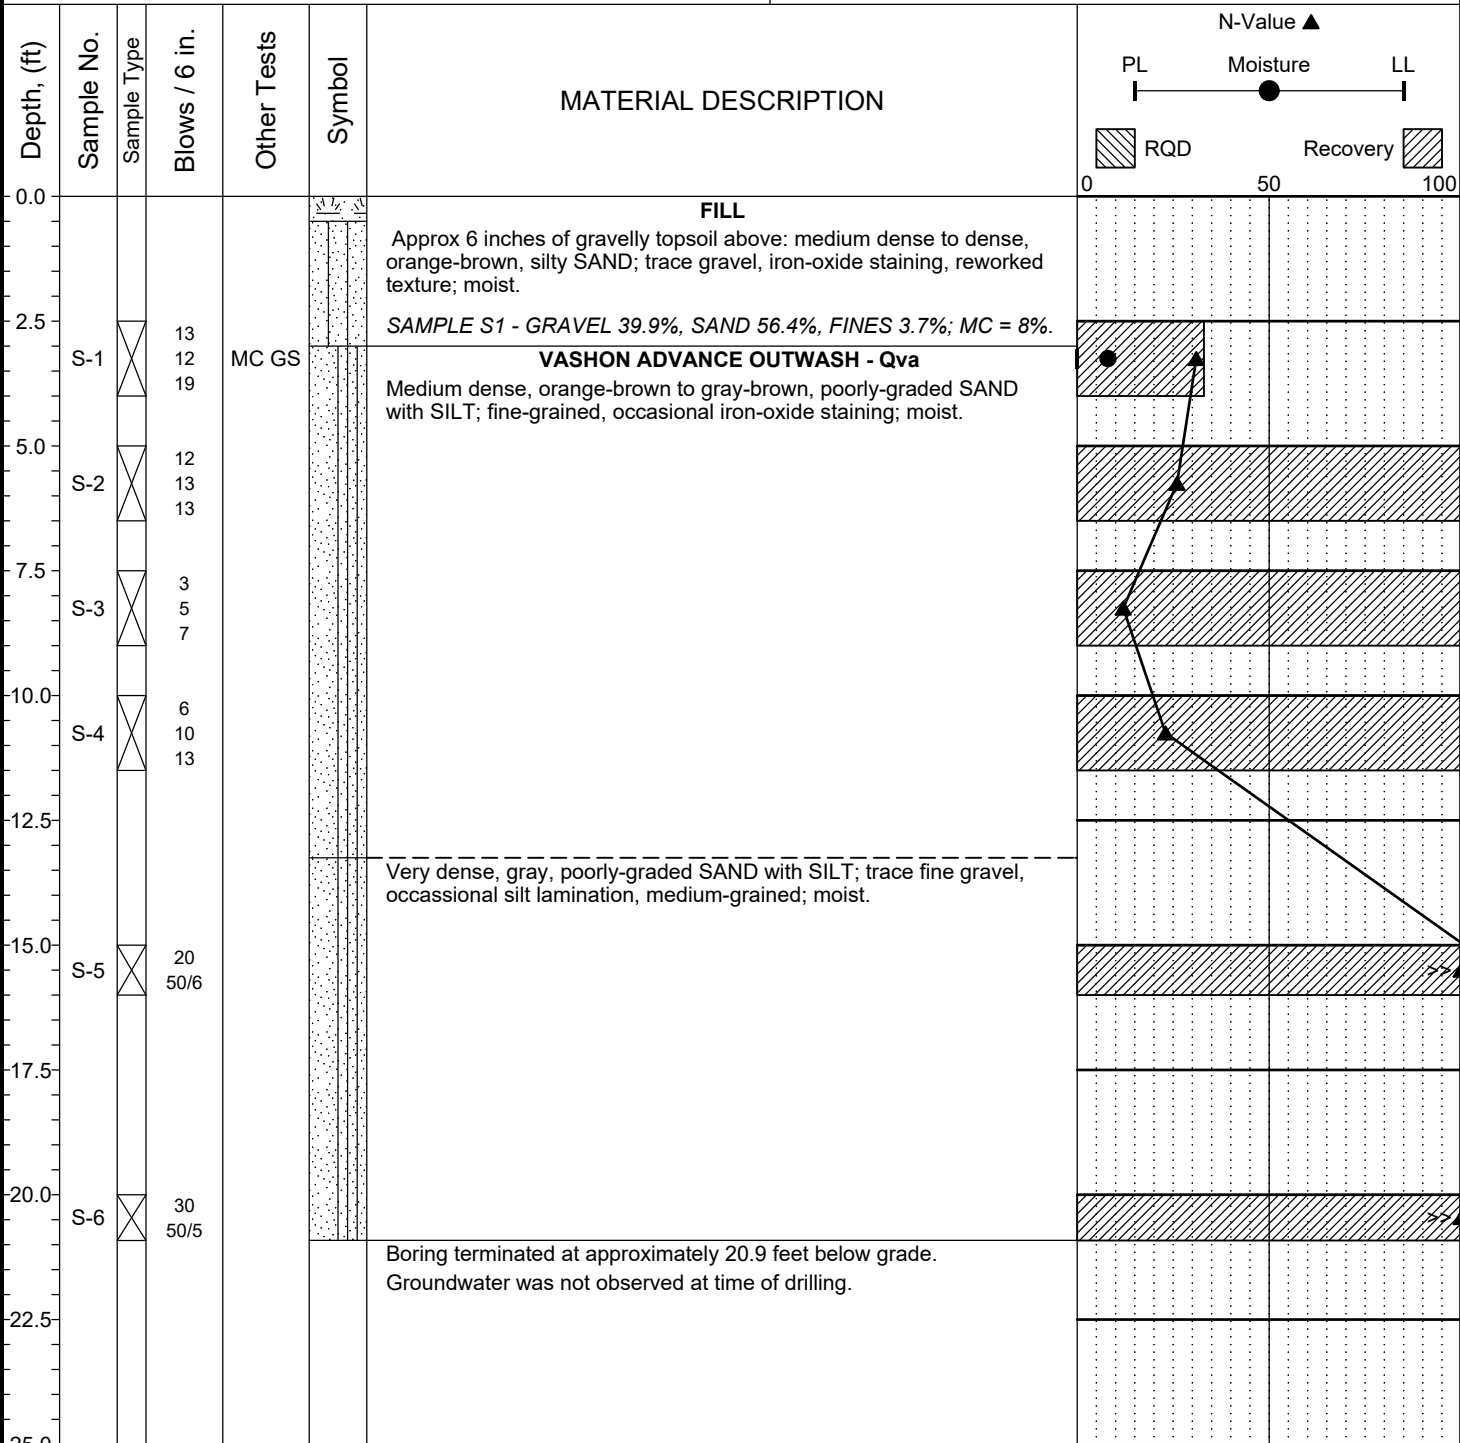 Depth, (ft)
Sample No.
Sample Type
Blows / 6 in.
Other Tests
Symbol
MATERIAL DESCRIPTION
N-Value
PL Moisture LL
RQD Recovery
0 50 100
0.0
FILL
Approx 6 inches of gravelly topsoil above: medium dense to dense,
orange-brown, silty SAND; trace gravel, iron-oxide staining, reworked
texture; moist.
2.5
SAMPLE S1 - GRAVEL 39.9%, SAND 56.4%, FINES 3.7%; MC = 8%.
13
S-1 12 MC GS VASHON ADVANCE OUTWASH - Qva
19
Medium dense, orange-brown to gray-brown, poorly-graded SAND
with SILT; fine-grained, occasional iron-oxide staining; moist.
5.0
12
S-2 13
13
7.5
3
S-3 5
7
10.0
6
S-4 10
13
12.5
Very dense, gray, poorly-graded SAND with SILT; trace fine gravel,
occassional silt lamination, medium-grained; moist.
15.0
20
S-5 >>
50/6
17.5
20.0
30
S-6 >>
50/5
Boring terminated at approximately 20.9 feet below grade.
Groundwater was not observed at time of drilling.
22.5
25.0